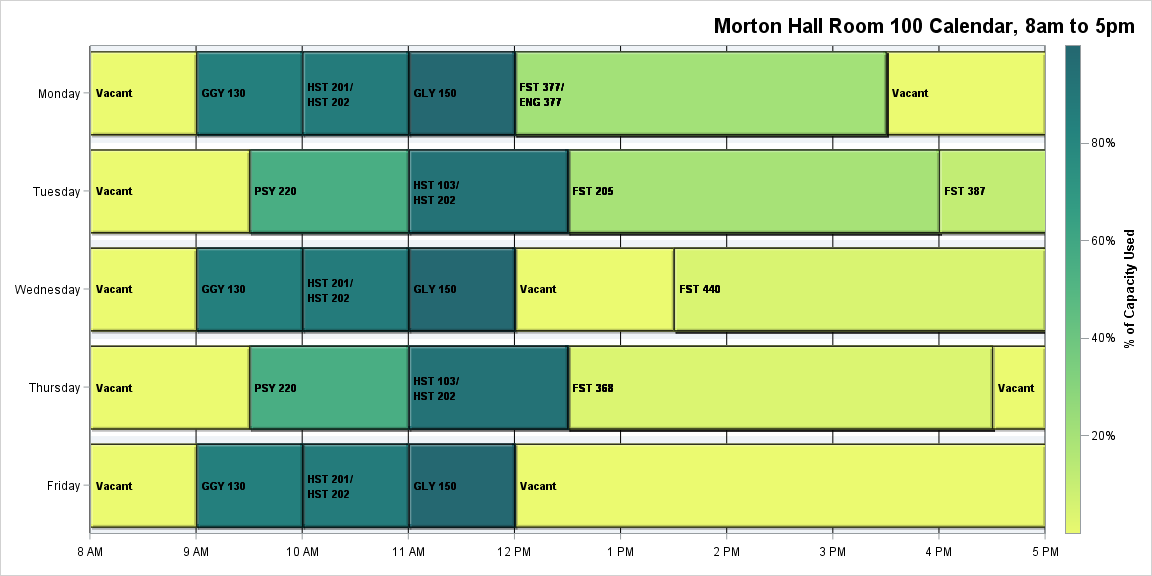 Morton Hall Room 100 Calendar, 8am to 5pm
Monday
Vacant
GGY 130
HST 201/
HST 202
GLY 150
FST 377/
ENG 377
Vacant
Tuesday
Vacant
PSY 220
HST 103/
HST 202
FST 205
FST 387
Wednesday
Vacant
GGY 130
HST 201/
HST 202
GLY 150
Vacant
FST 440
Thursday
Vacant
PSY 220
HST 103/
HST 202
FST 368
Vacant
Friday
Vacant
GGY 130
HST 201/
HST 202
GLY 150
Vacant
8 AM
9 AM
10 AM
11 AM
12 PM
1 PM
2 PM
3 PM
4 PM
5 PM
80%
60%
40%
20%
% of Capacity Used